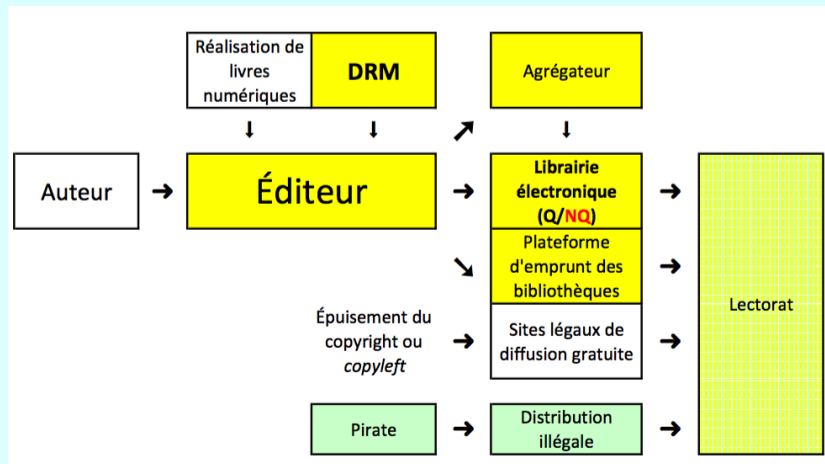 Réalisation de
livres
numériques
DRM
Agrégateur
Auteur
Éditeur
Librairie
électronique
(Q/NQ)
Plateforme
d'emprunt des
bibliothèques
Lectorat
Épuisement du
copyright ou
copyleft
Sites légaux de
diffusion gratuite
Pirate
Distribution
illégale